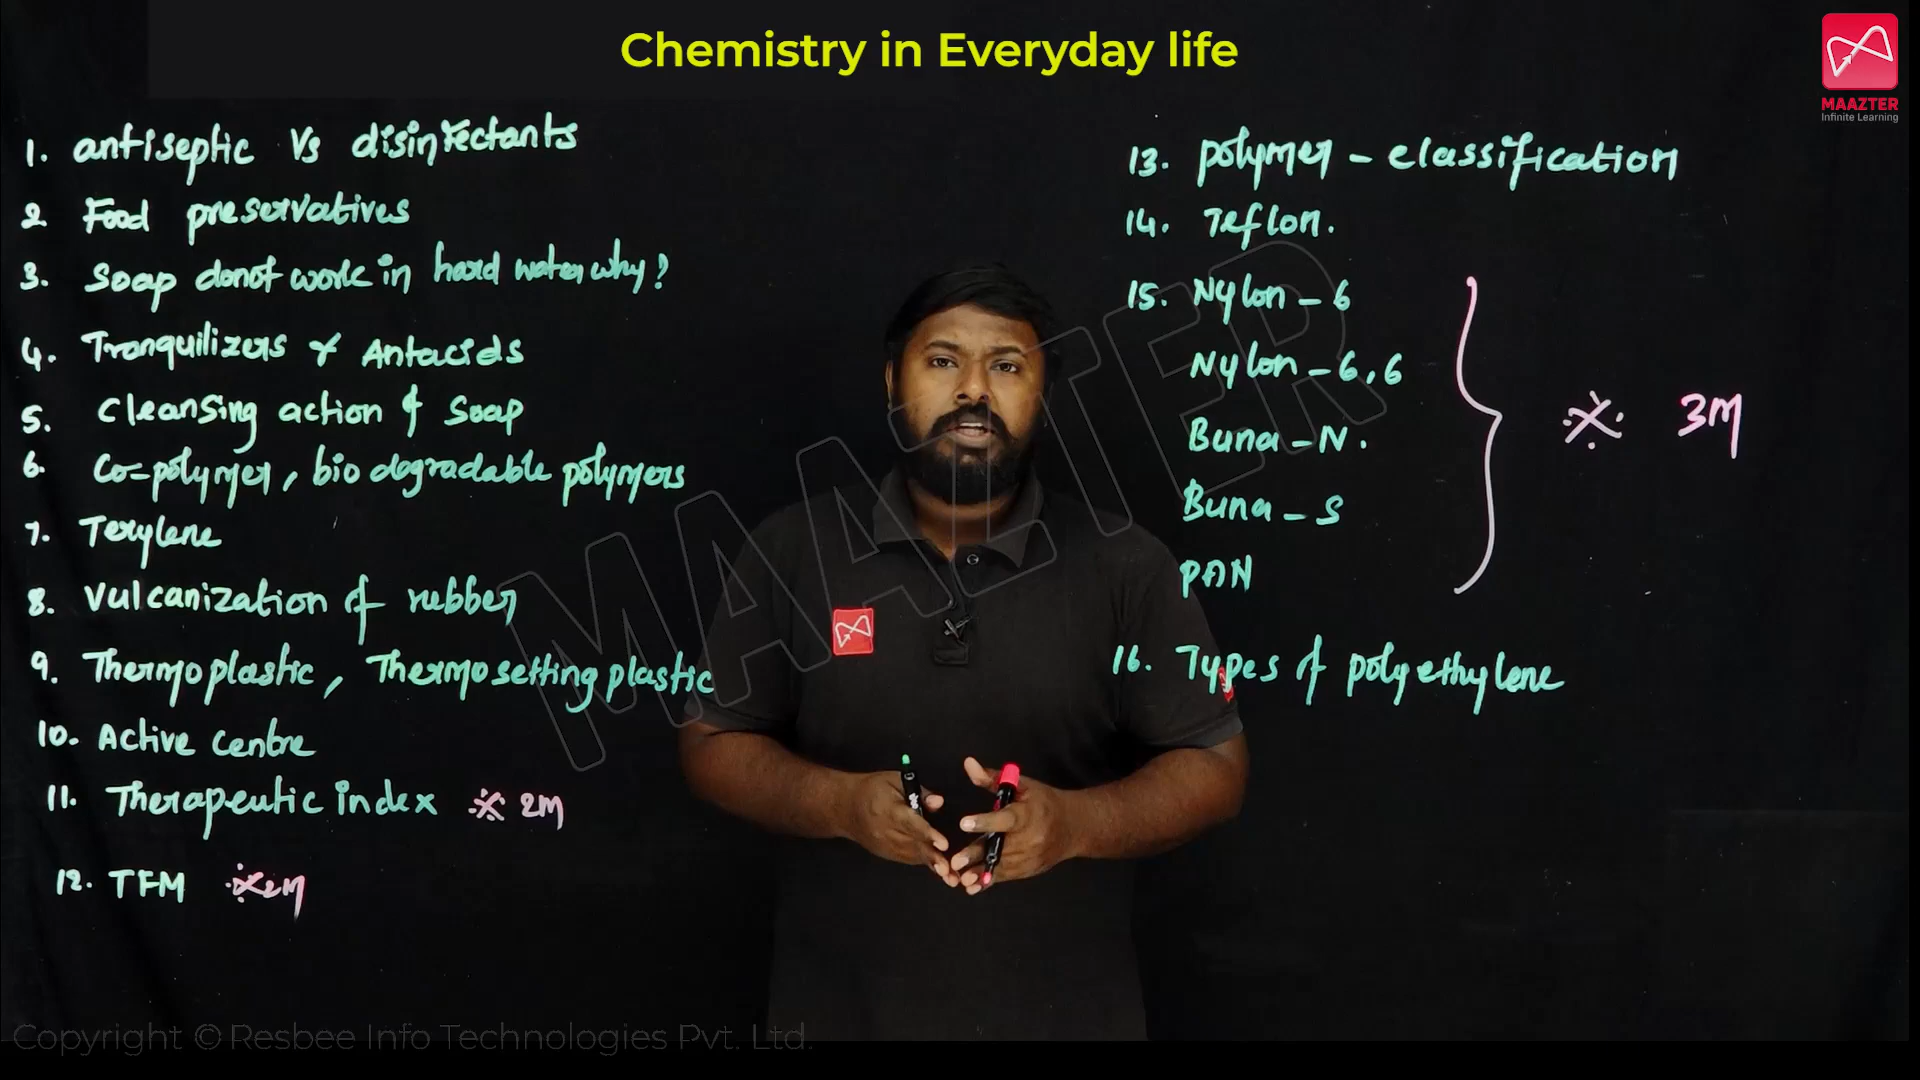 Chemistry in Everyday life
MAAZTER
Infinite Learning
1. antiseptic Vs disinfectants
2 Food preservatives
3. Soap donot work in hard water why?
4. Tranquilizers & Antacids
5. Cleansing action of Soap
6. Co-polymer, bio degradable polymers
7. Terylene
8. Vulcanization of rubber
9. Thermoplastic, Thermosetting plastic
10. Active Centre
11. Therapeutic index ※ 2M
12. TFM ※2M
13. polymer - classification
14. Teflon.
15. Nylon - 6
Nylon - 6,6
Buna - N.
Buna - S
PAN
※ 3M
16. Types of polyethylene
MAAZTER
Copyright © Resbee Info Technologies Pvt. Ltd.